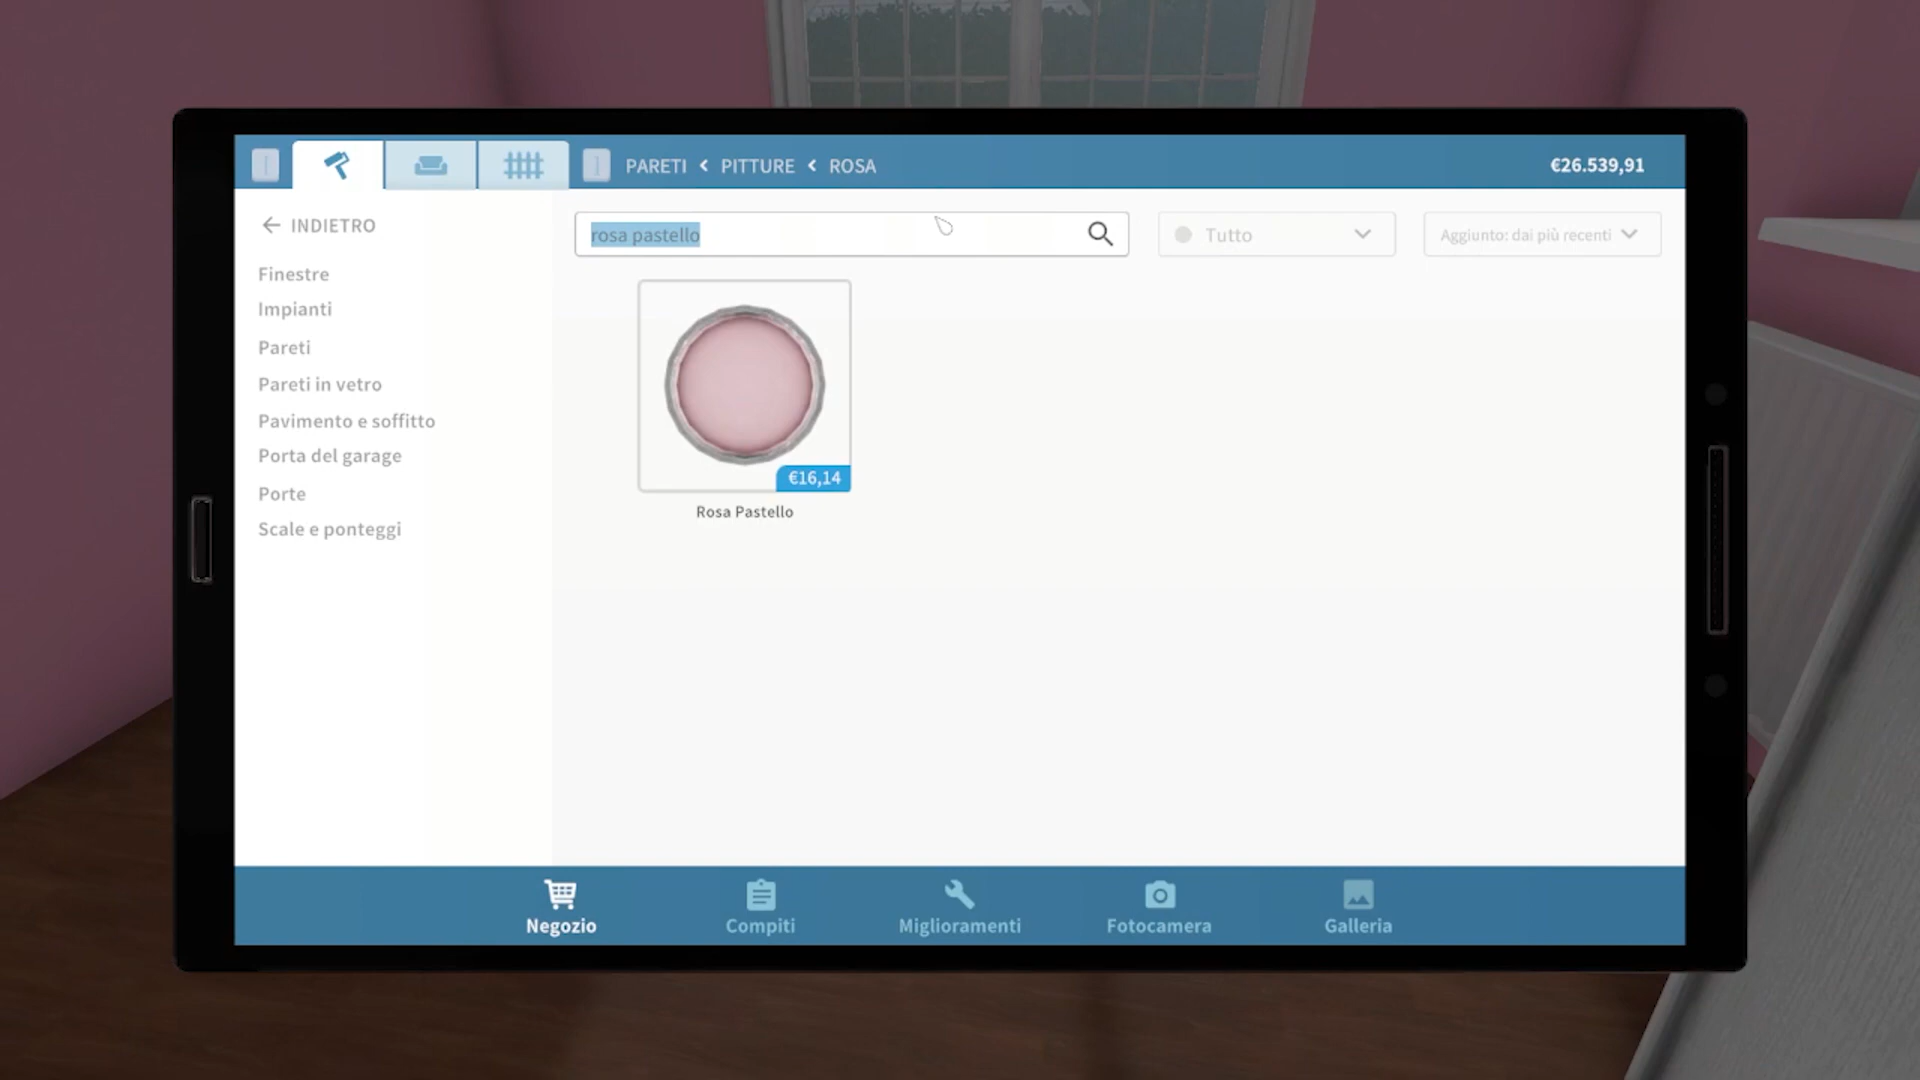 PARETI < PITTURE < ROSA
€26.539,91
INDIETRO
rosa pastello
Tutto
Aggiunto: dai più recenti
Finestre
Impianti
Pareti
Pareti in vetro
Pavimento e soffitto
Porta del garage
Porte
Scale e ponteggi
€16,14
Rosa Pastello
Negozio
Compiti
Miglioramenti
Fotocamera
Galleria